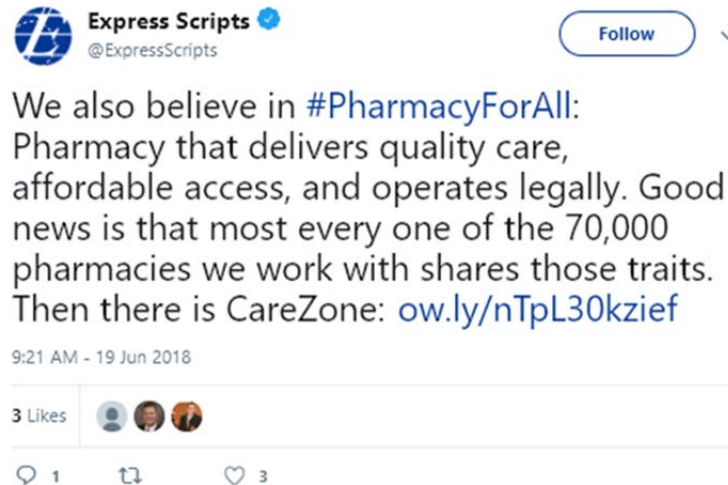 Express Scripts
@ExpressScripts
Follow
We also believe in #PharmacyForAll:
Pharmacy that delivers quality care,
affordable access, and operates legally. Good
news is that most every one of the 70,000
pharmacies we work with shares those traits.
Then there is CareZone: ow.ly/nTpL30kzief
9:21 AM - 19 Jun 2018
3 Likes
1 3